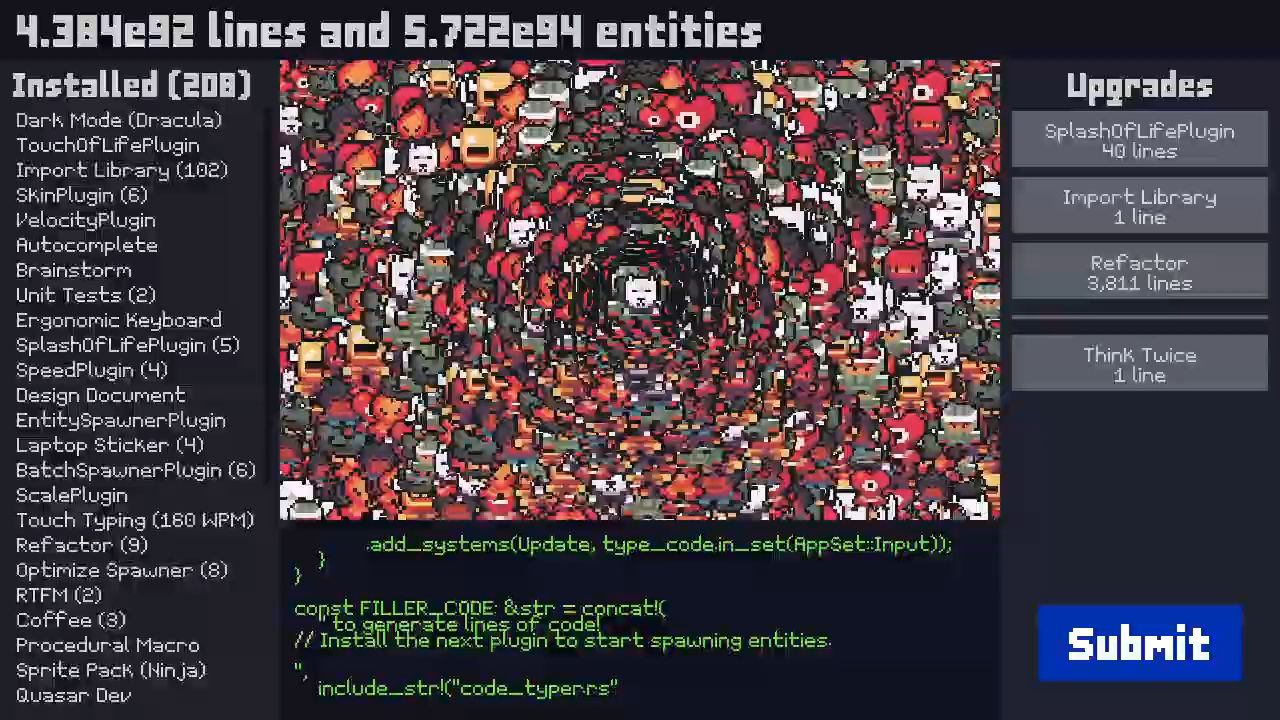 4.384e92 lines and 5.722e94 entities
Installed (208)
Dark Mode (Dracula)
TouchOfLifePlugin
Import Library (102)
SkinPlugin (6)
VelocityPlugin
Autocomplete
Brainstorm
Unit Tests (2)
Ergonomic Keyboard
SplashOfLifePlugin (5)
SpeedPlugin (4)
Design Document
EntitySpawnerPlugin
Laptop Sticker (4)
BatchSpawnerPlugin (6)
ScalePlugin
Touch Typing (160 WPM)
Refactor (9)
Optimize Spawner (8)
RTFM (2)
Coffee (3)
Procedural Macro
Sprite Pack (Ninja)
Quasar Dev
.add_systems(Update, type_code.in_set(AppSet::Input));
}
}
const FILLER_CODE: &str = concat!(
" to generate lines of code!
// Install the next plugin to start spawning entities.
",
include_str!("code_typer.rs"
Upgrades
SplashOfLifePlugin
40 lines
Import Library
1 line
Refactor
3,811 lines
Think Twice
1 line
Submit